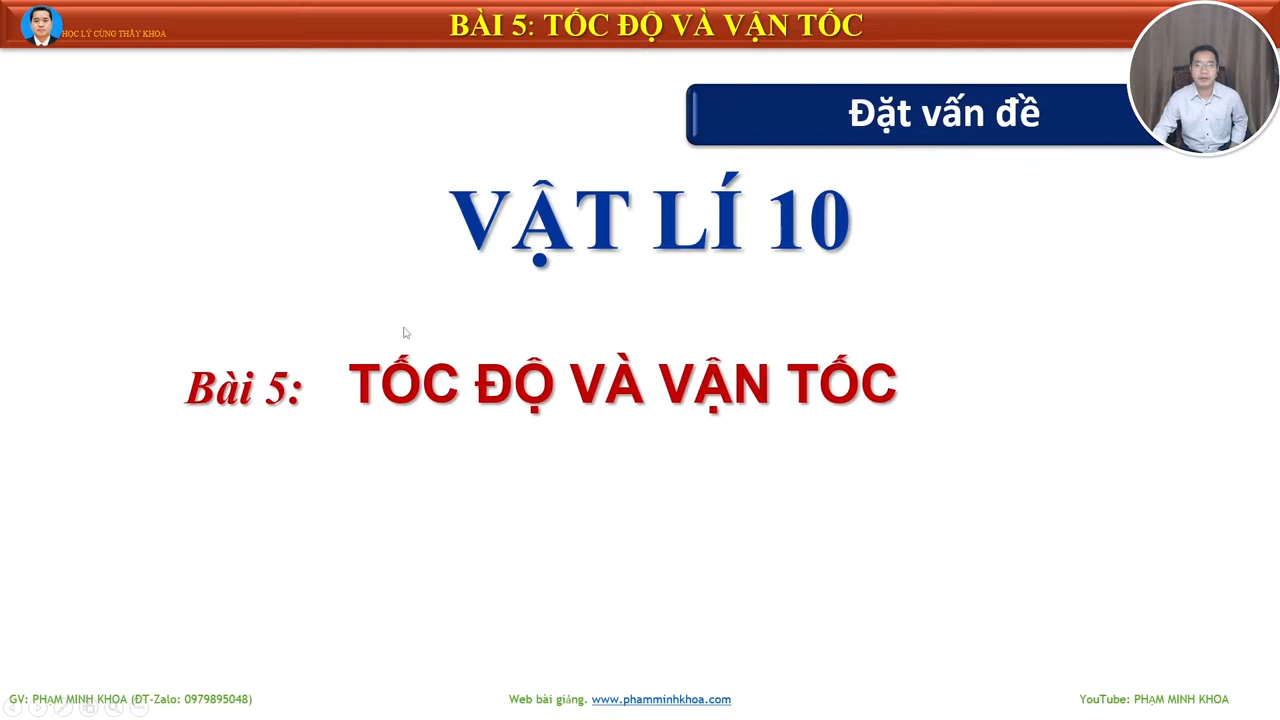 HỌC LÝ CÙNG THẦY KHOA
BÀI 5: TỐC ĐỘ VÀ VẬN TỐC
Đặt vấn đề
VẬT LÍ 10
Bài 5: TỐC ĐỘ VÀ VẬN TỐC
GV: PHẠM MINH KHOA (ĐT-Zalo: 0979895048)
Web bài giảng. www.phamminhkhoa.com
YouTube: PHẠM MINH KHOA